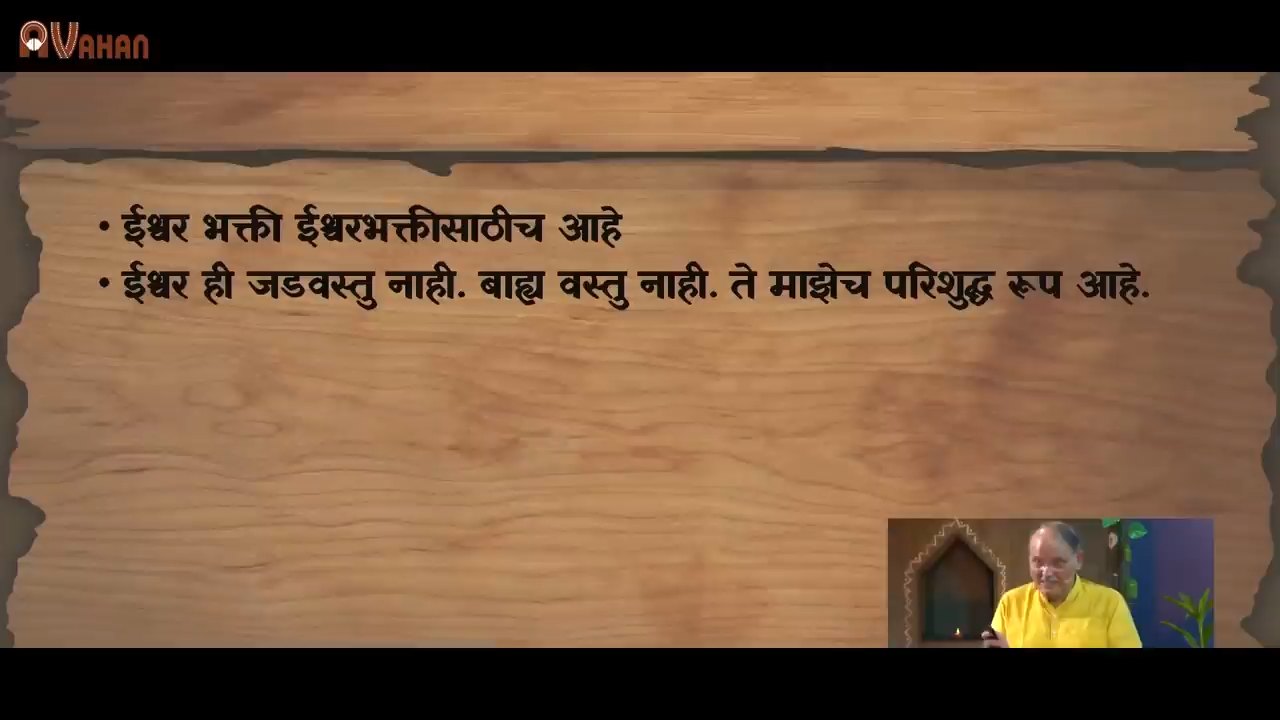 AVAHAN
• ईश्वर भक्ती ईश्वरभक्तीसाठीच आहे
• ईश्वर ही जडवस्तु नाही. बाह्य वस्तु नाही. ते माझेच परिशुद्ध रूप आहे.